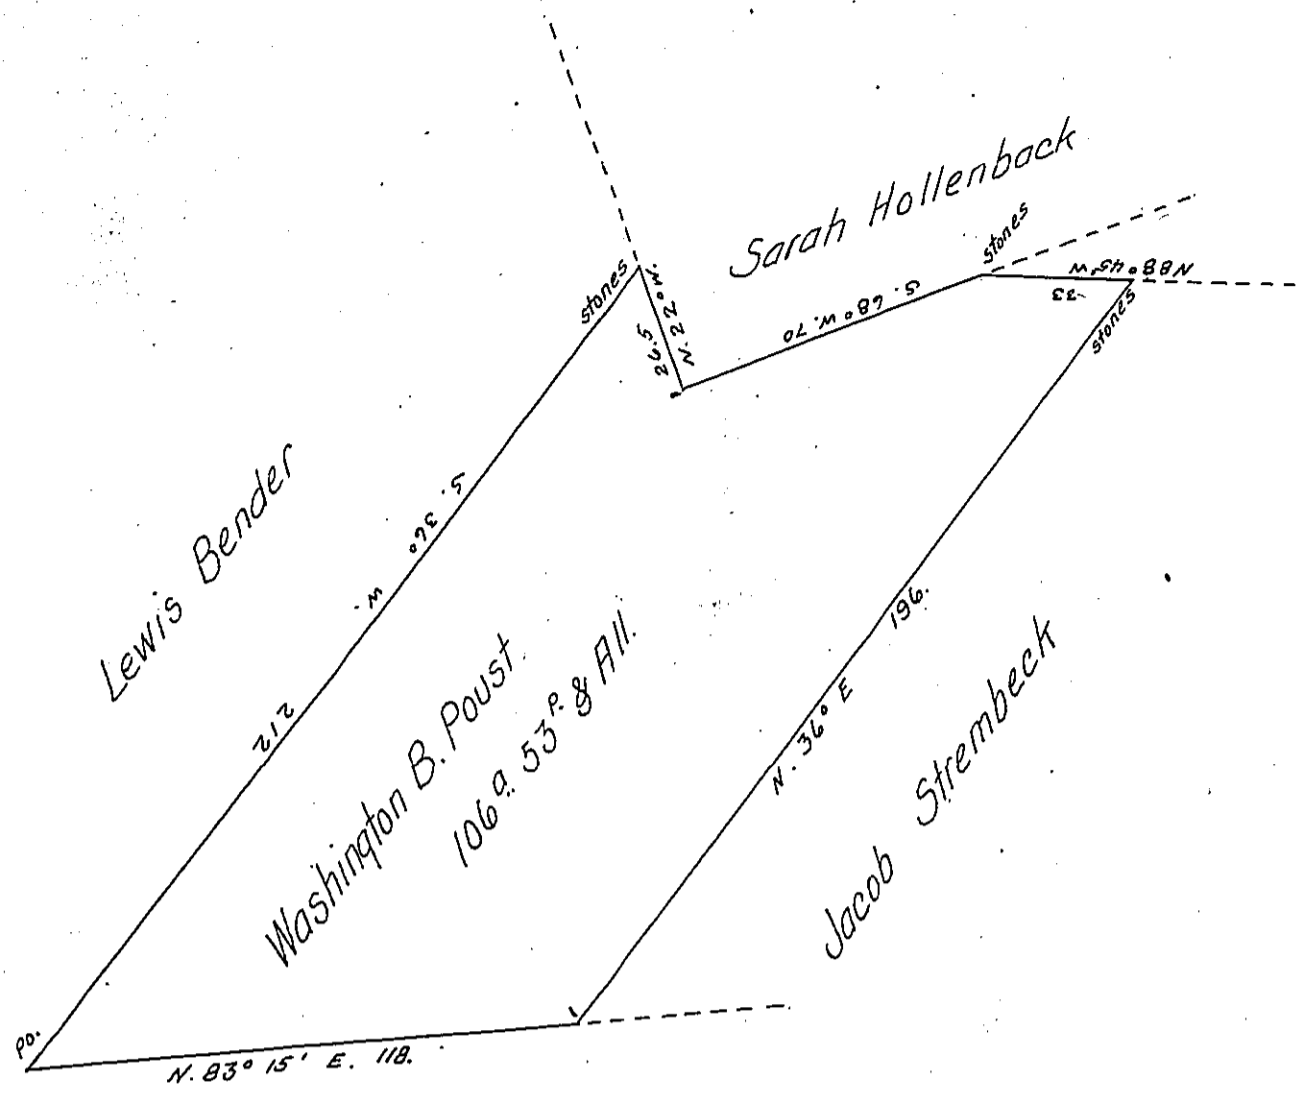 Sarah Hollenback
stones
stones
N. 22° W.
26.5
S. 68° W. 70
N88°45'W
33
stones
Lewis Bender
S. 36° W.
212
Washington B. Poust.
106 a. 53 p. & All.
196.
N. 36° E
Jacob Strembeck
po.
N. 83° 15' E. 118.